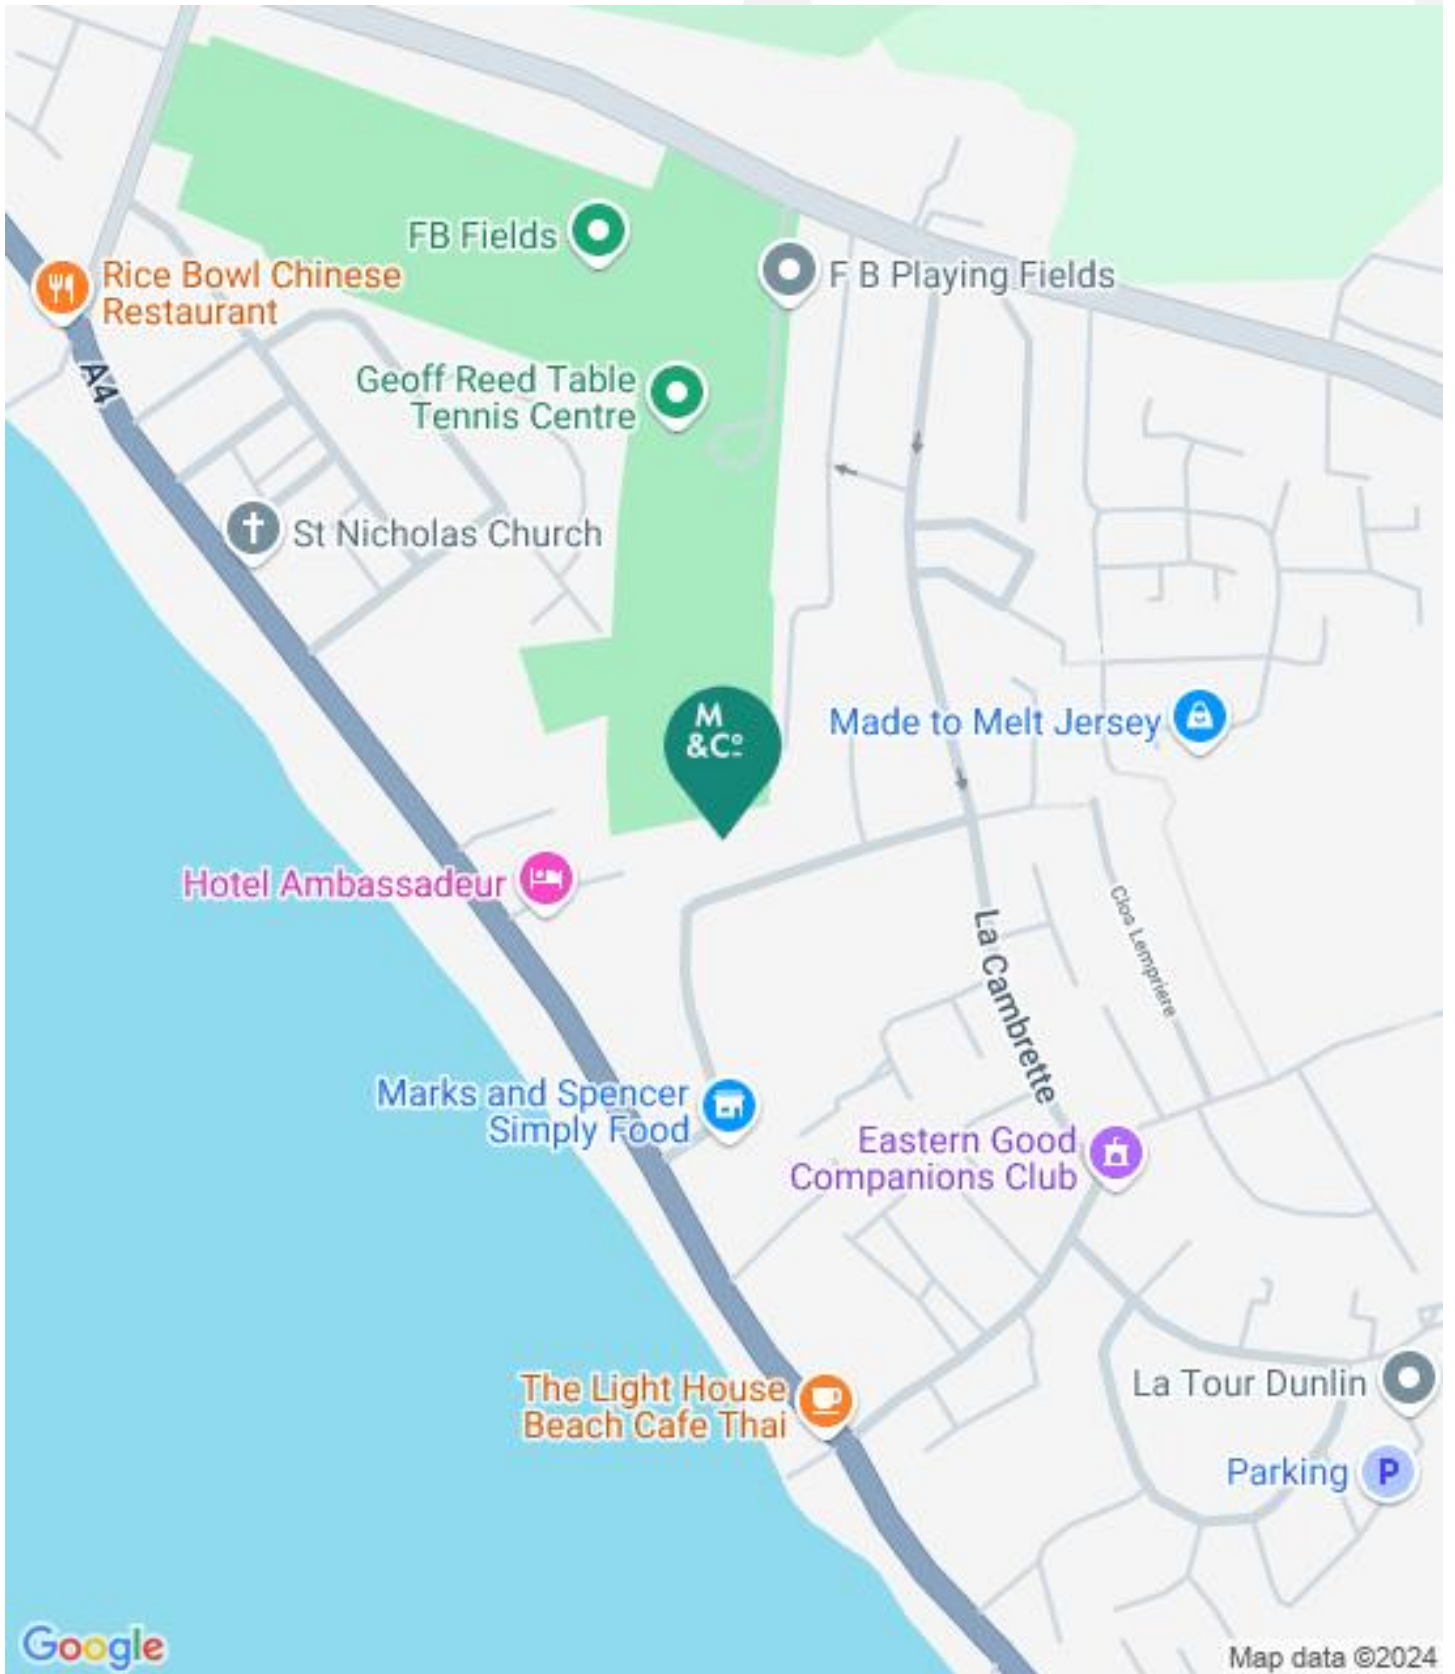 FB Fields
F B Playing Fields
Rice Bowl Chinese
Restaurant
A4
Geoff Reed Table
Tennis Centre
St Nicholas Church
M
&Co
Made to Melt Jersey
Hotel Ambassadeur
Clos Lempriere
La Cambrette
Marks and Spencer
Simply Food
Eastern Good
Companions Club
The Light House
Beach Cafe Thai
La Tour Dunlin
Parking
P
Google
Map data ©2024